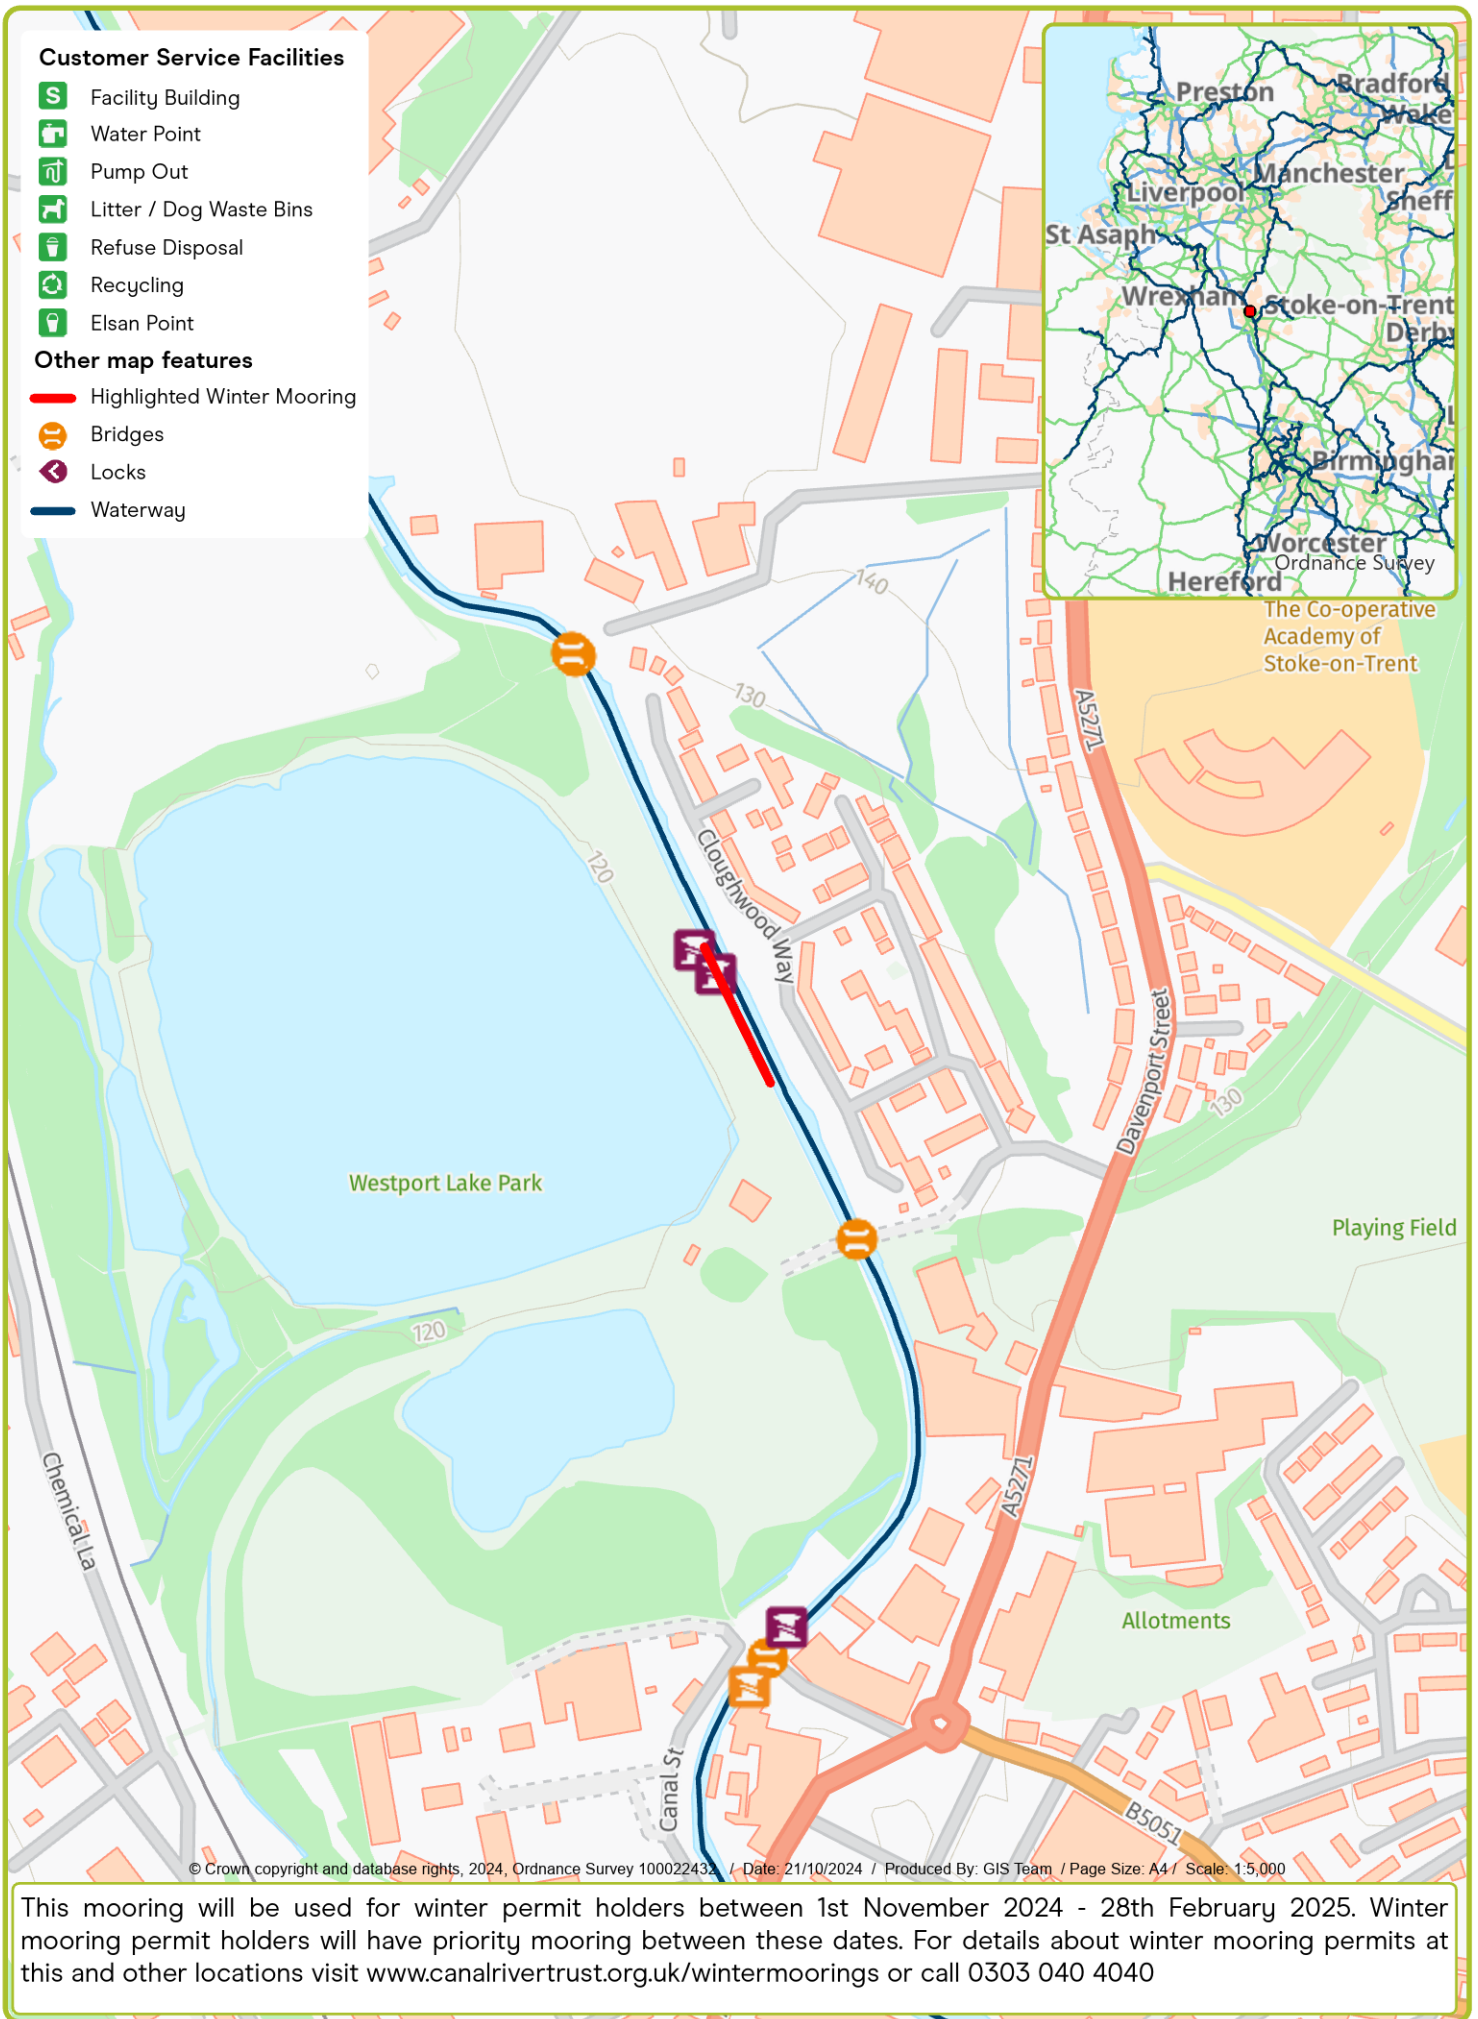 Customer Service Facilities
S
Facility Building
Water Point
Pump Out
Litter / Dog Waste Bins
Refuse Disposal
Recycling
Elsan Point
Other map features
Highlighted Winter Mooring
Bridges
Locks
Waterway
Preston
Bradford
Wake
Manchester
Liverpool
Sheff
St Asaph
Wrexham
Stoke-on-Trent
Derby
Birmingham
Worcester
Ordnance Survey
Hereford
The Co-operative
Academy of
Stoke-on-Trent
140
130
A5271
120
Cloughwood Way
Davenport Street
130
Westport Lake Park
Playing Field
120
Chemical La
A5271
Allotments
Canal St
B5051
© Crown copyright and database rights, 2024, Ordnance Survey 100022432 / Date: 21/10/2024 / Produced By: GIS Team / Page Size: A4 / Scale: 1:5,000
This mooring will be used for winter permit holders between 1st November 2024 - 28th February 2025. Winter
mooring permit holders will have priority mooring between these dates. For details about winter mooring permits at
this and other locations visit www.canalrivertrust.org.uk/wintermoorings or call 0303 040 4040